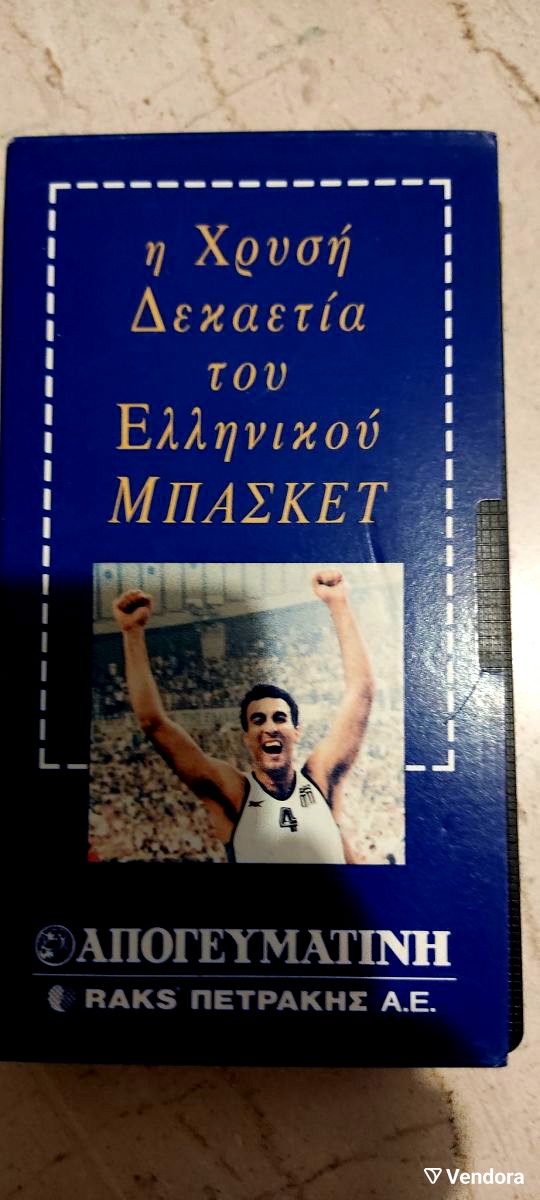 η Χρυσή
Δεκαετία
του
Ελληνικού
ΜΠΑΣΚΕΤ
4
ΑΠΟΓΕΥΜΑΤΙΝΗ
RAKS ΠΕΤΡΑΚΗΣ Α.Ε.
Vendora